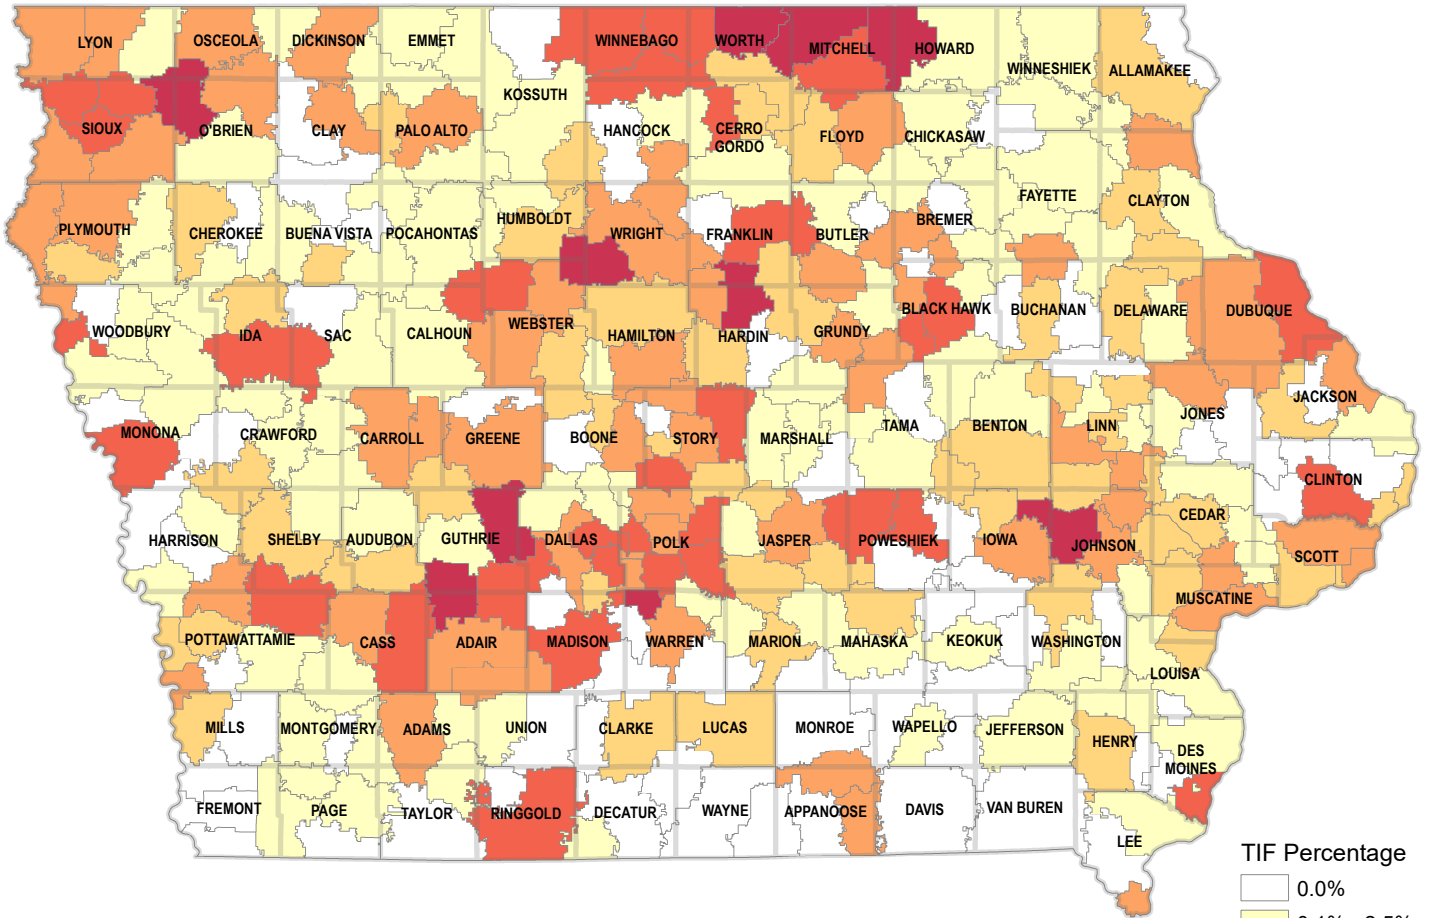 LYON
OSCEOLA
DICKINSON
EMMET
WINNEBAGO
WORTH
MITCHELL
HOWARD
WINNESHIEK
ALLAMAKEE
KOSSUTH
SIOUX
O'BRIEN
CLAY
PALO ALTO
HANCOCK
CERRO
GORDO
FLOYD
CHICKASAW
PLYMOUTH
CHEROKEE
BUENA VISTA
POCAHONTAS
HUMBOLDT
WRIGHT
FRANKLIN
BUTLER
BREMER
FAYETTE
CLAYTON
WOODBURY
IDA
SAC
CALHOUN
WEBSTER
HAMILTON
HARDIN
GRUNDY
BLACK HAWK
BUCHANAN
DELAWARE
DUBUQUE
MONONA
CRAWFORD
CARROLL
GREENE
BOONE
STORY
MARSHALL
TAMA
BENTON
LINN
JONES
JACKSON
CLINTON
HARRISON
SHELBY
AUDUBON
GUTHRIE
DALLAS
POLK
JASPER
POWESHIEK
IOWA
JOHNSON
CEDAR
SCOTT
MUSCATINE
POTTAWATTAMIE
CASS
ADAIR
MADISON
WARREN
MARION
MAHASKA
KEOKUK
WASHINGTON
LOUISA
MILLS
MONTGOMERY
ADAMS
UNION
CLARKE
LUCAS
MONROE
WAPELLO
JEFFERSON
HENRY
DES
MOINES
FREMONT
PAGE
TAYLOR
RINGGOLD
DECATUR
WAYNE
APPANOOSE
DAVIS
VAN BUREN
LEE
TIF Percentage
0.0%